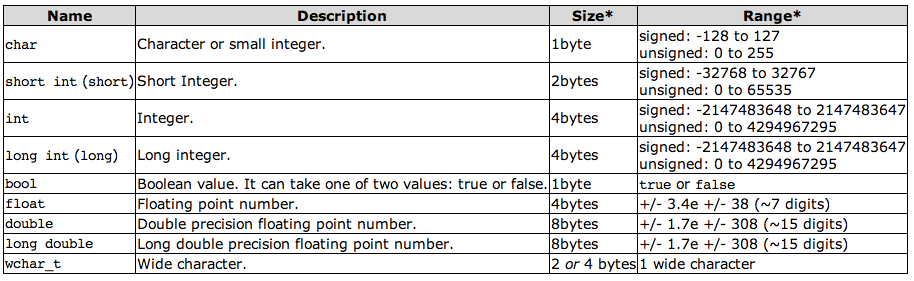 Name Description Size* Range*
char Character or small integer. 1byte signed: -128 to 127
unsigned: 0 to 255
short int (short) Short Integer. 2bytes signed: -32768 to 32767
unsigned: 0 to 65535
int Integer. 4bytes signed: -2147483648 to 2147483647
unsigned: 0 to 4294967295
long int (long) Long integer. 4bytes signed: -2147483648 to 2147483647
unsigned: 0 to 4294967295
bool Boolean value. It can take one of two values: true or false. 1byte true or false
float Floating point number. 4bytes +/- 3.4e +/- 38 (~7 digits)
double Double precision floating point number. 8bytes +/- 1.7e +/- 308 (~15 digits)
long double Long double precision floating point number. 8bytes +/- 1.7e +/- 308 (~15 digits)
wchar_t Wide character. 2 or 4 bytes 1 wide character